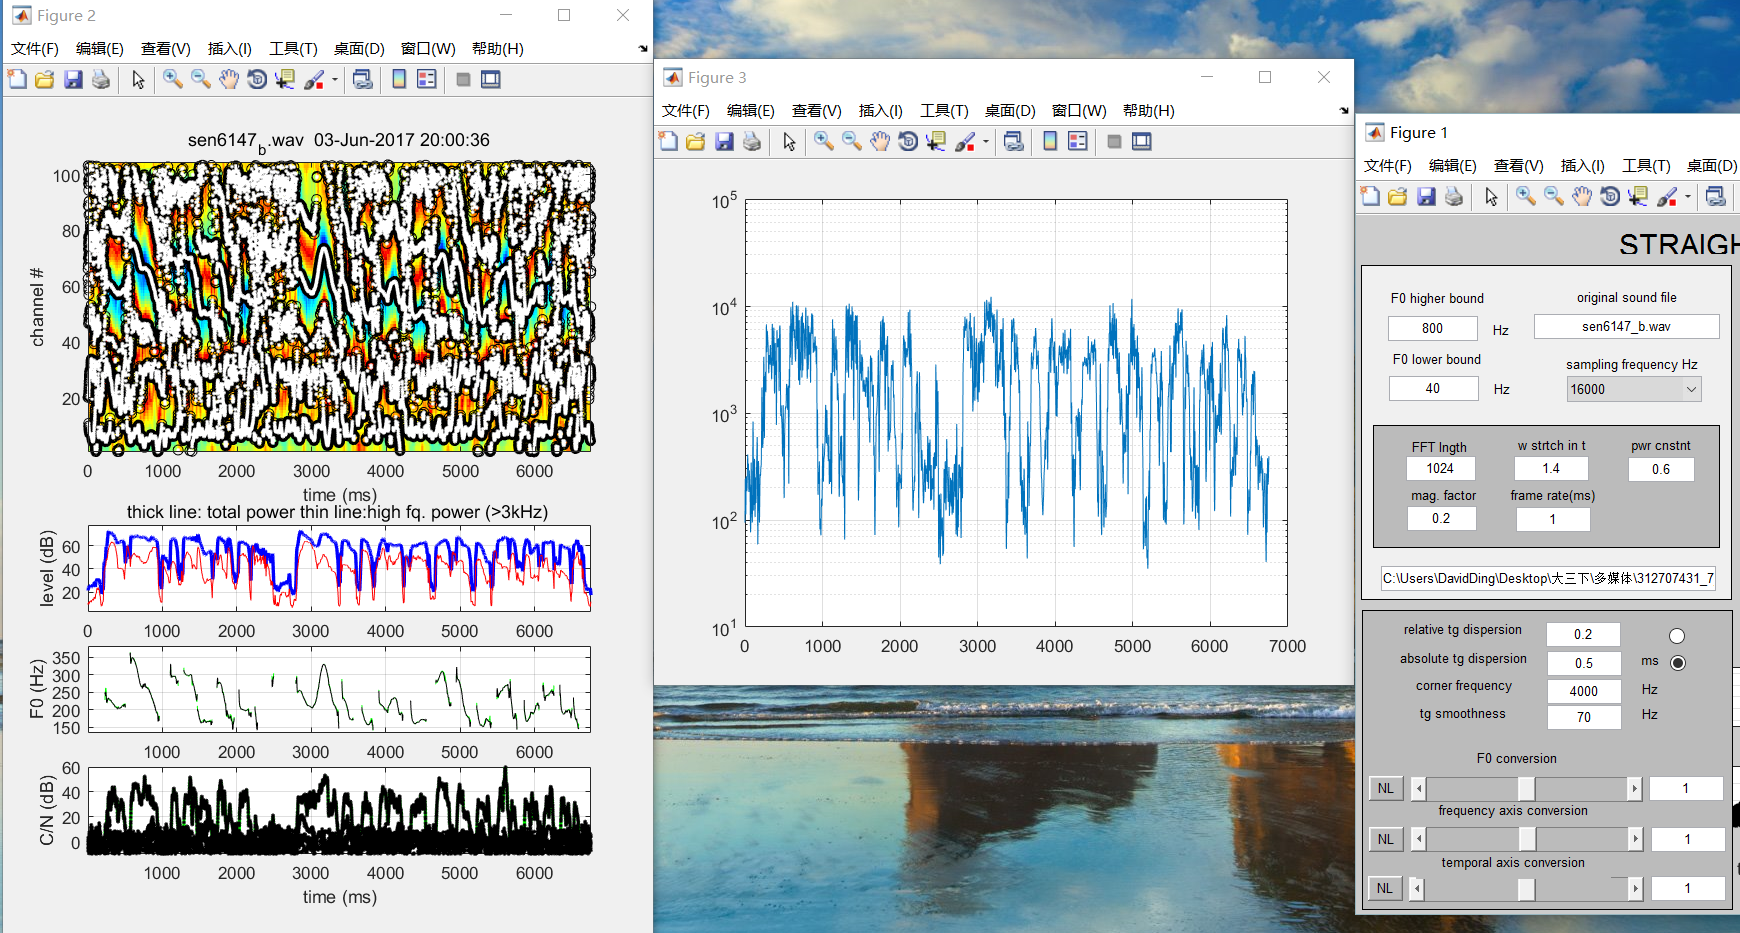 Figure 2
文件(F) 编辑(E) 查看(V) 插入(I) 工具(T) 桌面(D) 窗口(W) 帮助(H)
sen6147b.wav 03-Jun-2017 20:00:36
channel #
100
80
60
40
20
0 1000 2000 3000 4000 5000 6000
time (ms)
thick line: total power thin line:high fq. power (>3kHz)
level (dB)
60
40
20
0 1000 2000 3000 4000 5000 6000
F0 (Hz)
350
300
250
200
150
1000 2000 3000 4000 5000 6000
C/N (dB)
60
40
20
0
1000 2000 3000 4000 5000 6000
time (ms)
Figure 3
文件(F) 编辑(E) 查看(V) 插入(I) 工具(T) 桌面(D) 窗口(W) 帮助(H)
10^5
10^4
10^3
10^2
10^1
0 1000 2000 3000 4000 5000 6000 7000
Figure 1
文件(F) 编辑(E) 查看(V) 插入(I) 工具(T) 桌面(D)
STRAIGH
F0 higher bound
800 Hz
original sound file
sen6147_b.wav
F0 lower bound
40 Hz
sampling frequency Hz
16000
FFT lngth w strtch in t pwr cnstnt
1024 1.4 0.6
mag. factor frame rate(ms)
0.2 1
C:\Users\DavidDing\Desktop\大三下\多媒体\312707431_7
relative tg dispersion 0.2
absolute tg dispersion 0.5 ms
corner frequency 4000 Hz
tg smoothness 70 Hz
F0 conversion
NL 1
frequency axis conversion
NL 1
temporal axis conversion
NL 1